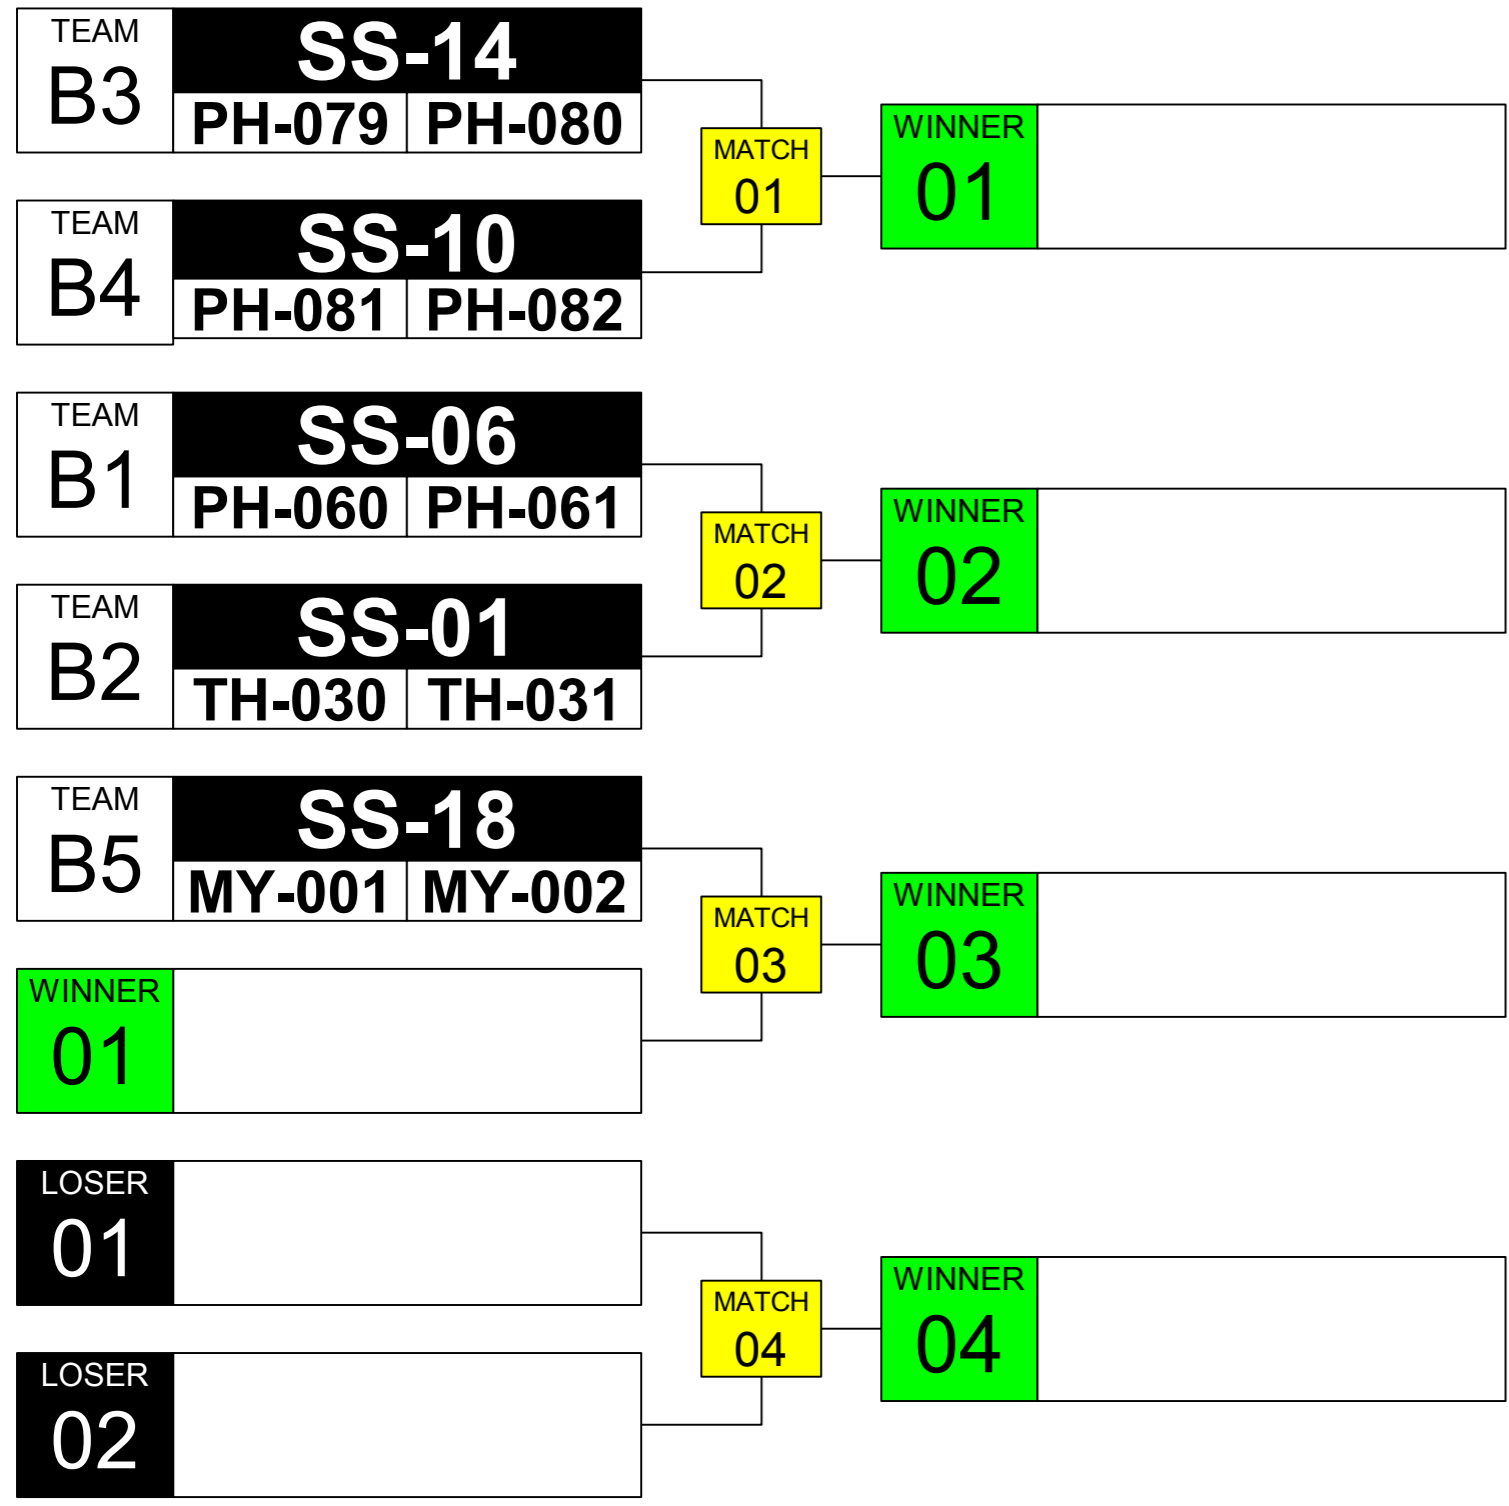 TEAM
B3
SS-14
PH-079 PH-080
MATCH
01
WINNER
01
TEAM
B4
SS-10
PH-081 PH-082
TEAM
B1
SS-06
PH-060 PH-061
MATCH
02
WINNER
02
TEAM
B2
SS-01
TH-030 TH-031
TEAM
B5
SS-18
MY-001 MY-002
MATCH
03
WINNER
03
WINNER
01
LOSER
01
MATCH
04
WINNER
04
LOSER
02